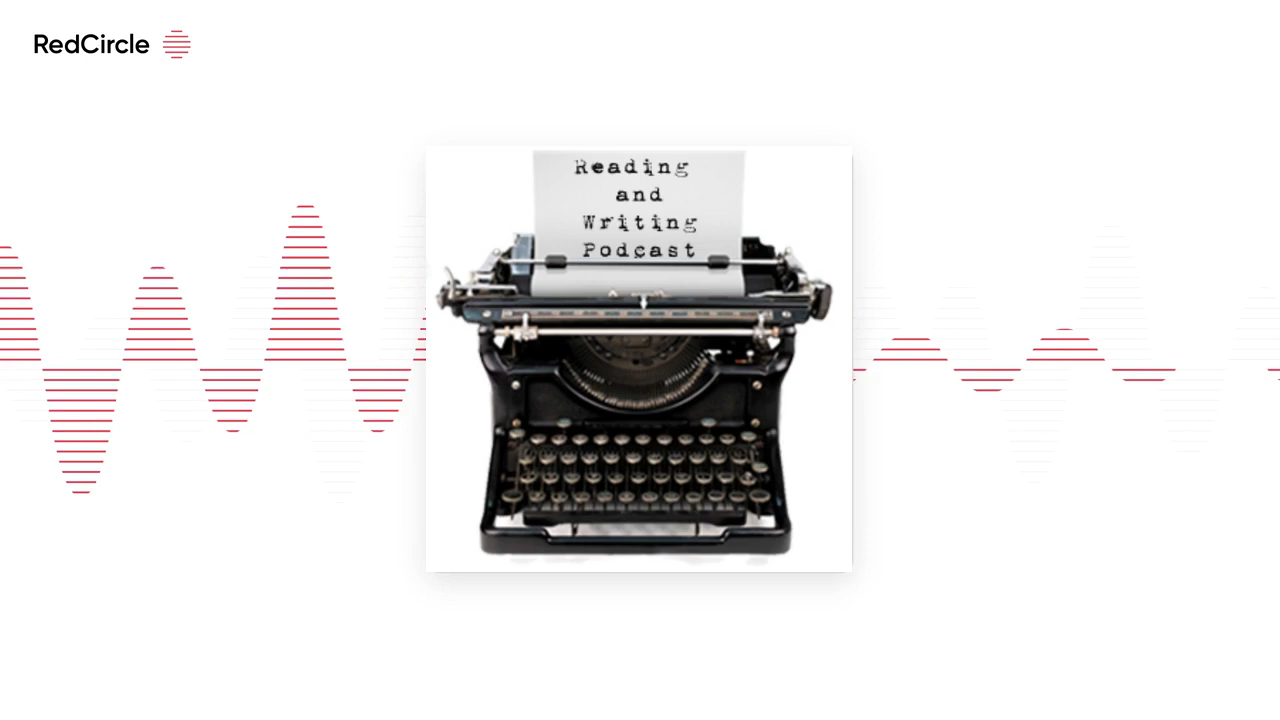 RedCircle
Reading
and
Writing
Podcast